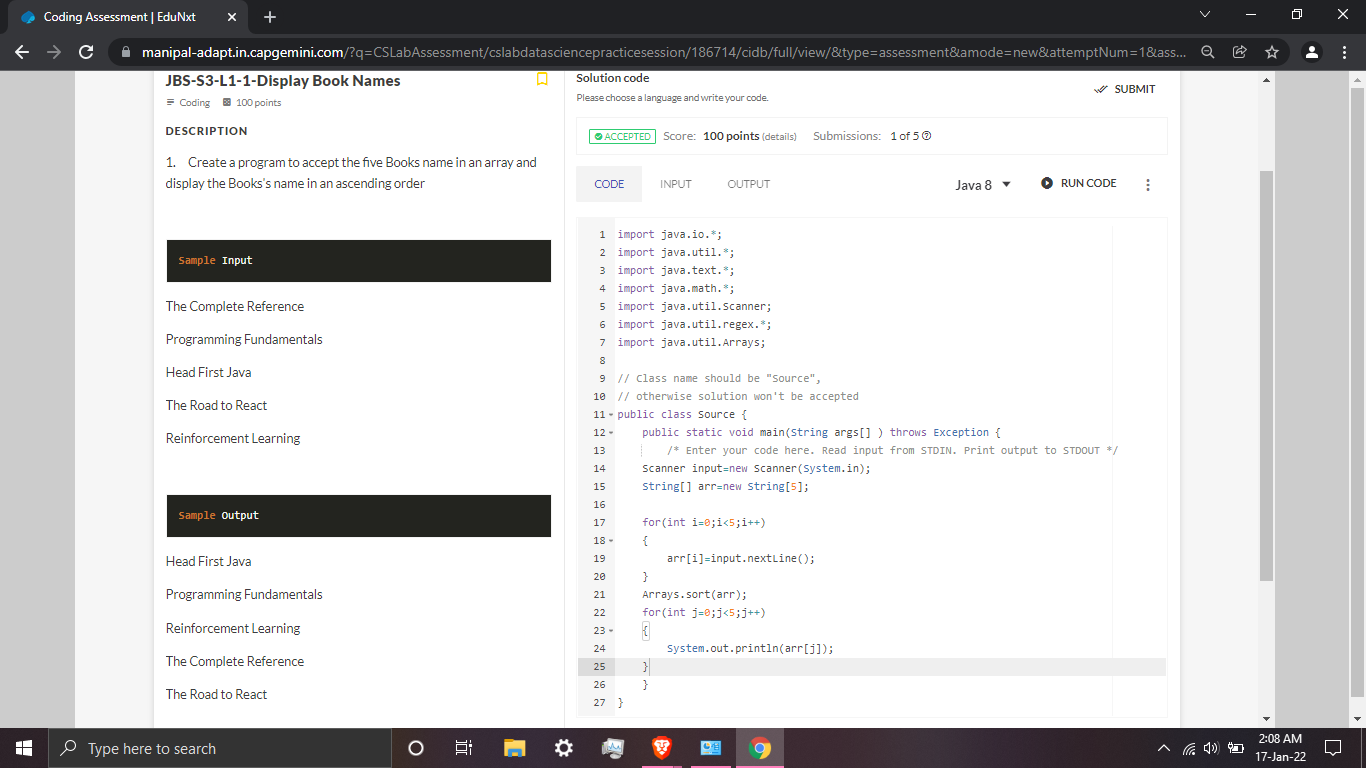 Coding Assessment | EduNxt
manipal-adapt.in.capgemini.com/?q=CSLabAssessment/cslabdatasciencepracticesession/186714/cidb/full/view/&type=assessment&amode=new&attemptNum=1&ass...
JBS-S3-L1-1-Display Book Names
Coding 100 points
DESCRIPTION
1. Create a program to accept the five Books name in an array and
display the Books's name in an ascending order
Sample Input
The Complete Reference
Programming Fundamentals
Head First Java
The Road to React
Reinforcement Learning
Sample Output
Head First Java
Programming Fundamentals
Reinforcement Learning
The Complete Reference
The Road to React
Solution code
Please choose a language and write your code.
SUBMIT
ACCEPTED Score: 100 points (details) Submissions: 1 of 5
CODE INPUT OUTPUT Java 8 RUN CODE
1 import java.io.*;
2 import java.util.*;
3 import java.text.*;
4 import java.math.*;
5 import java.util.Scanner;
6 import java.util.regex.*;
7 import java.util.Arrays;
8
9 // Class name should be "Source",
10 // otherwise solution won't be accepted
11 public class Source {
12 public static void main(String args[] ) throws Exception {
13 /* Enter your code here. Read input from STDIN. Print output to STDOUT */
14 Scanner input=new Scanner(System.in);
15 String[] arr=new String[5];
16
17 for(int i=0;i<5;i++)
18 {
19 arr[i]=input.nextLine();
20 }
21 Arrays.sort(arr);
22 for(int j=0;j<5;j++)
23 {
24 System.out.println(arr[j]);
25 }
26 }
27 }
Type here to search
2:08 AM
17-Jan-22